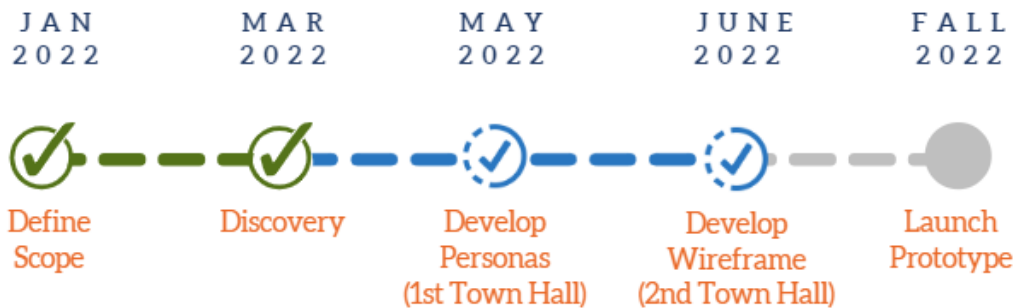 JAN
2022
MAR
2022
MAY
2022
JUNE
2022
FALL
2022
Define
Scope
Discovery
Develop
Personas
(1st Town Hall)
Develop
Wireframe
(2nd Town Hall)
Launch
Prototype